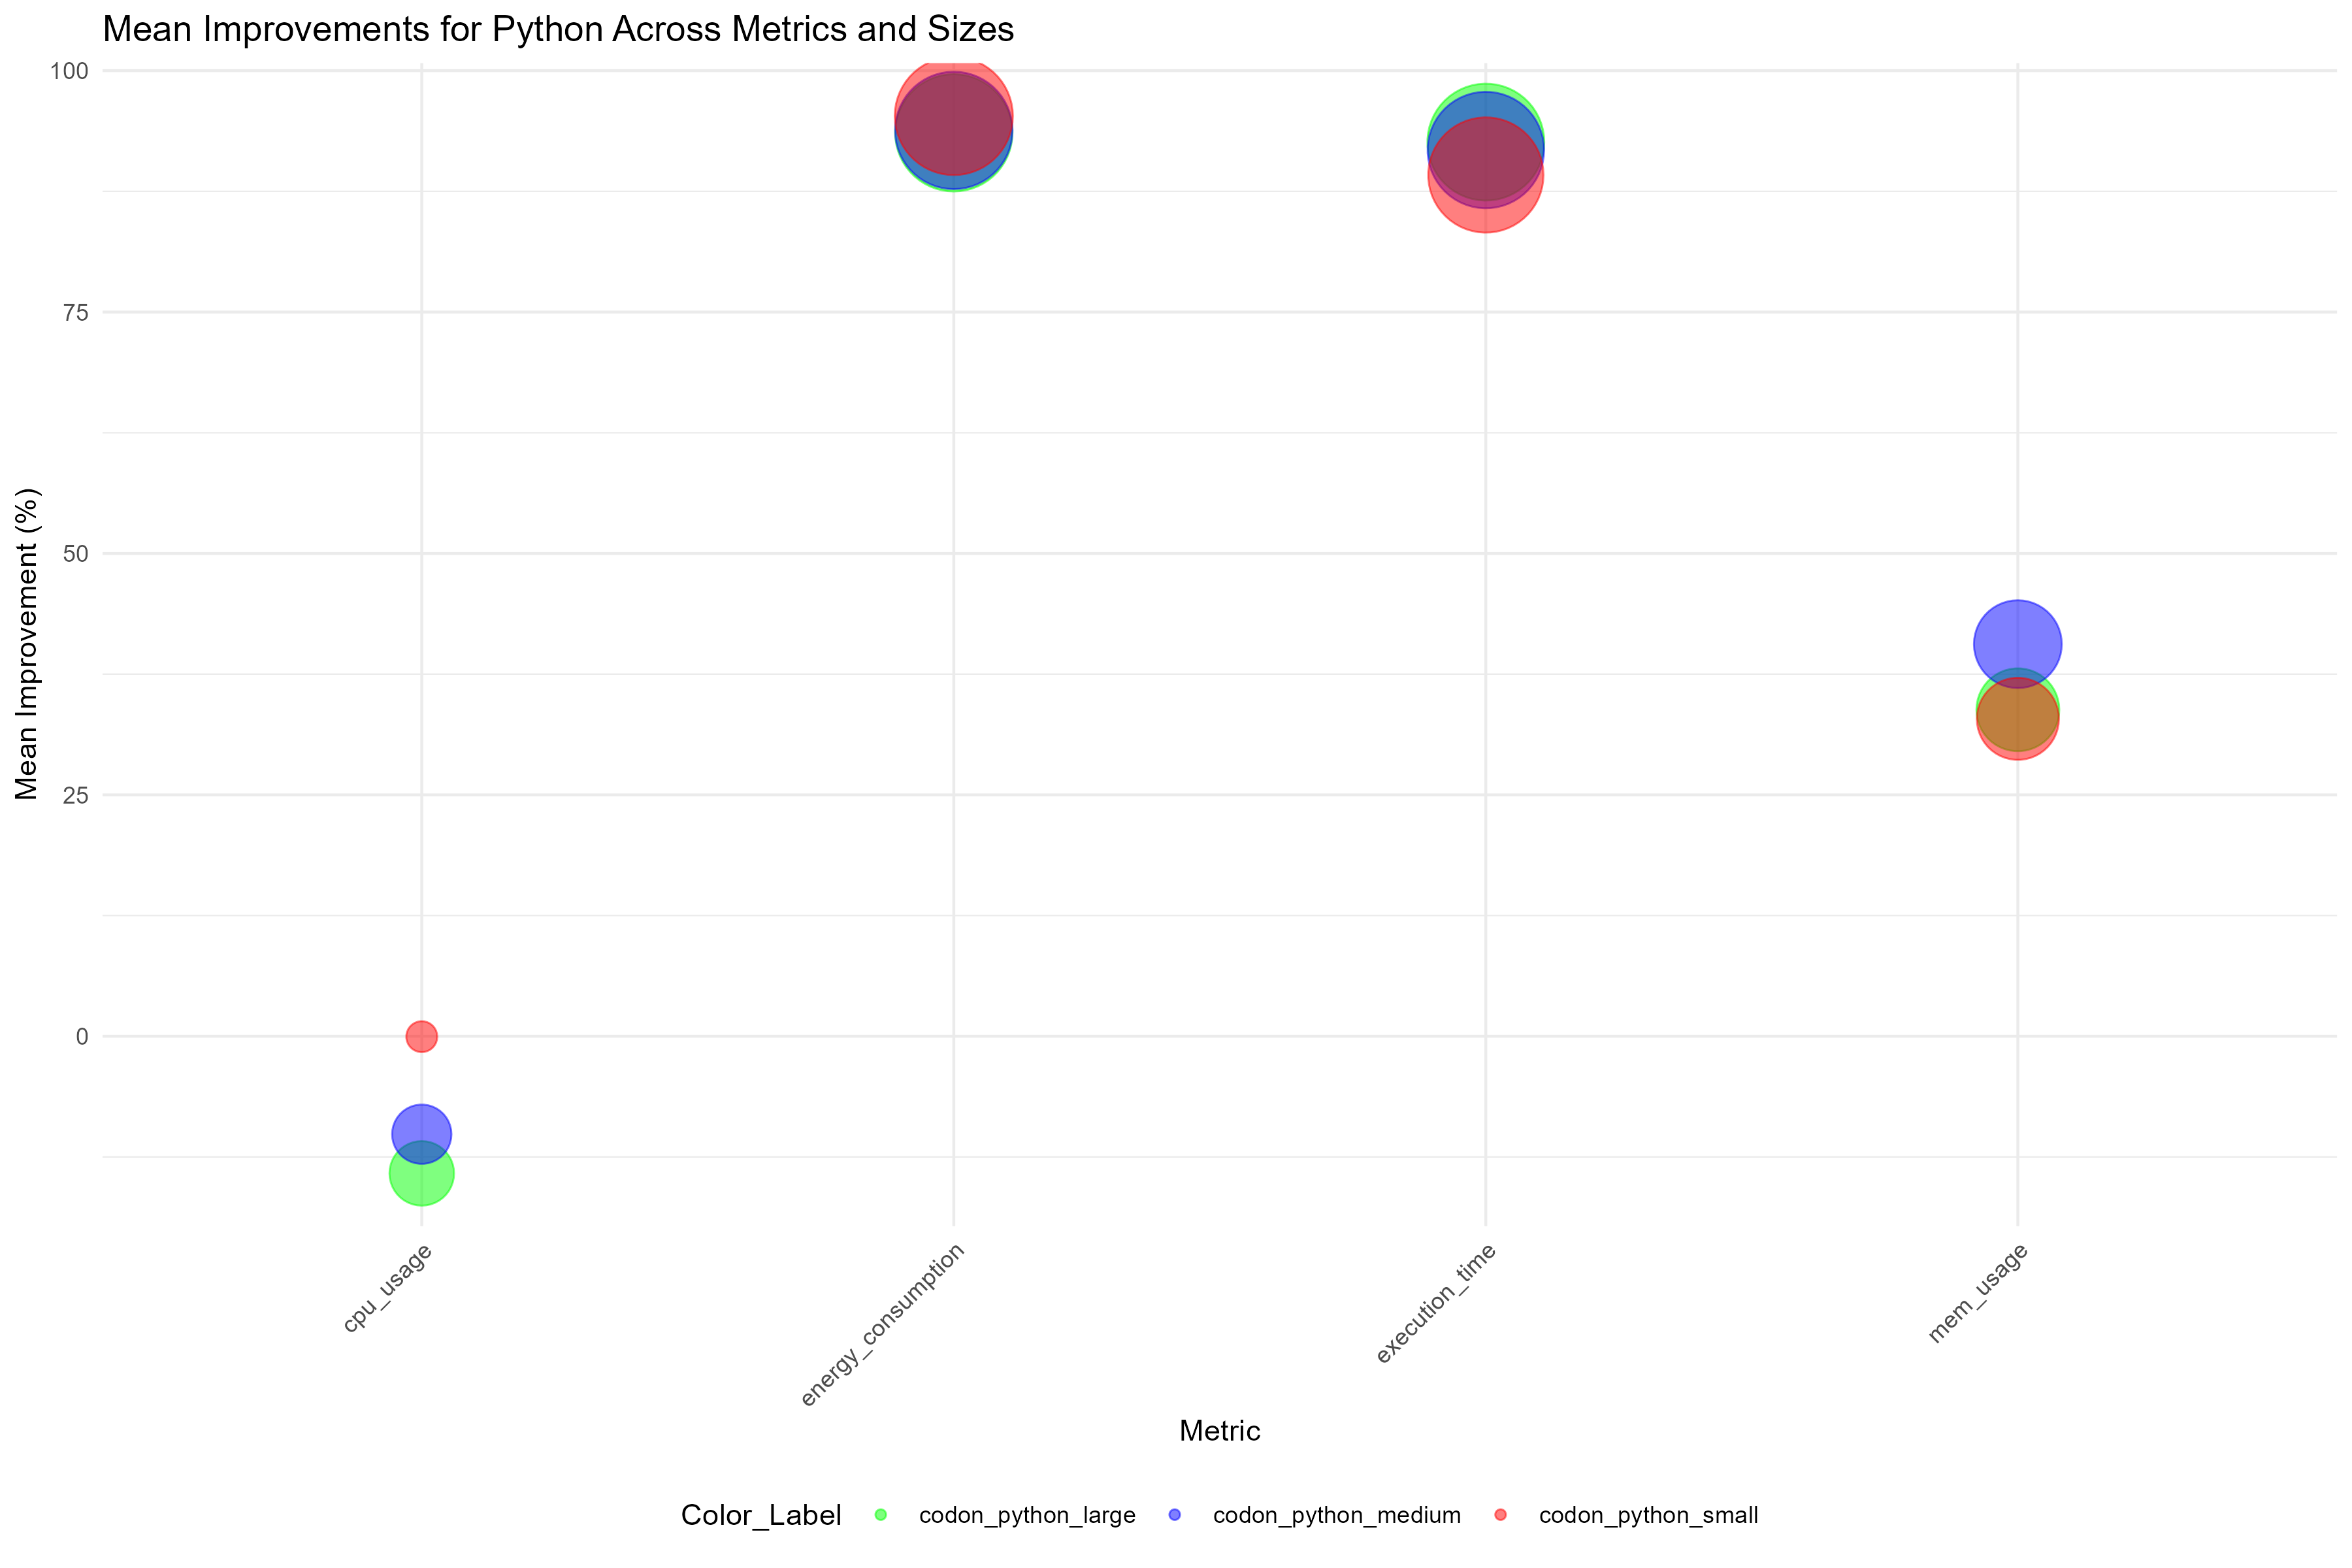 Mean Improvements for Python Across Metrics and Sizes
Mean Improvement (%)
100
75
50
25
0
cpu_usage
energy_consumption
execution_time
mem_usage
Metric
Color_Label codon_python_large codon_python_medium codon_python_small